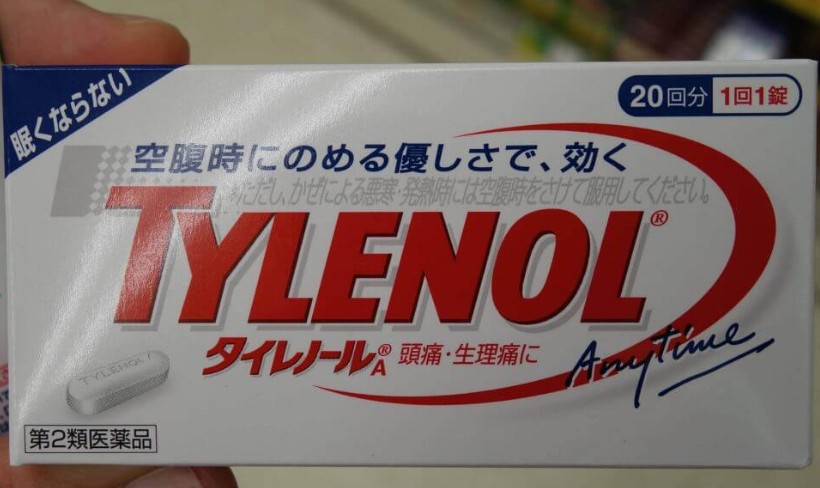 眠くならない
20回分 1回1錠
空腹時にのめる優しさで、効く
*ただし、かぜによる悪寒・発熱時には空腹時をさけて服用してください。
TYLENOL®
タイレノール®A 頭痛・生理痛に
Anytime
TYLENOL
第2類医薬品